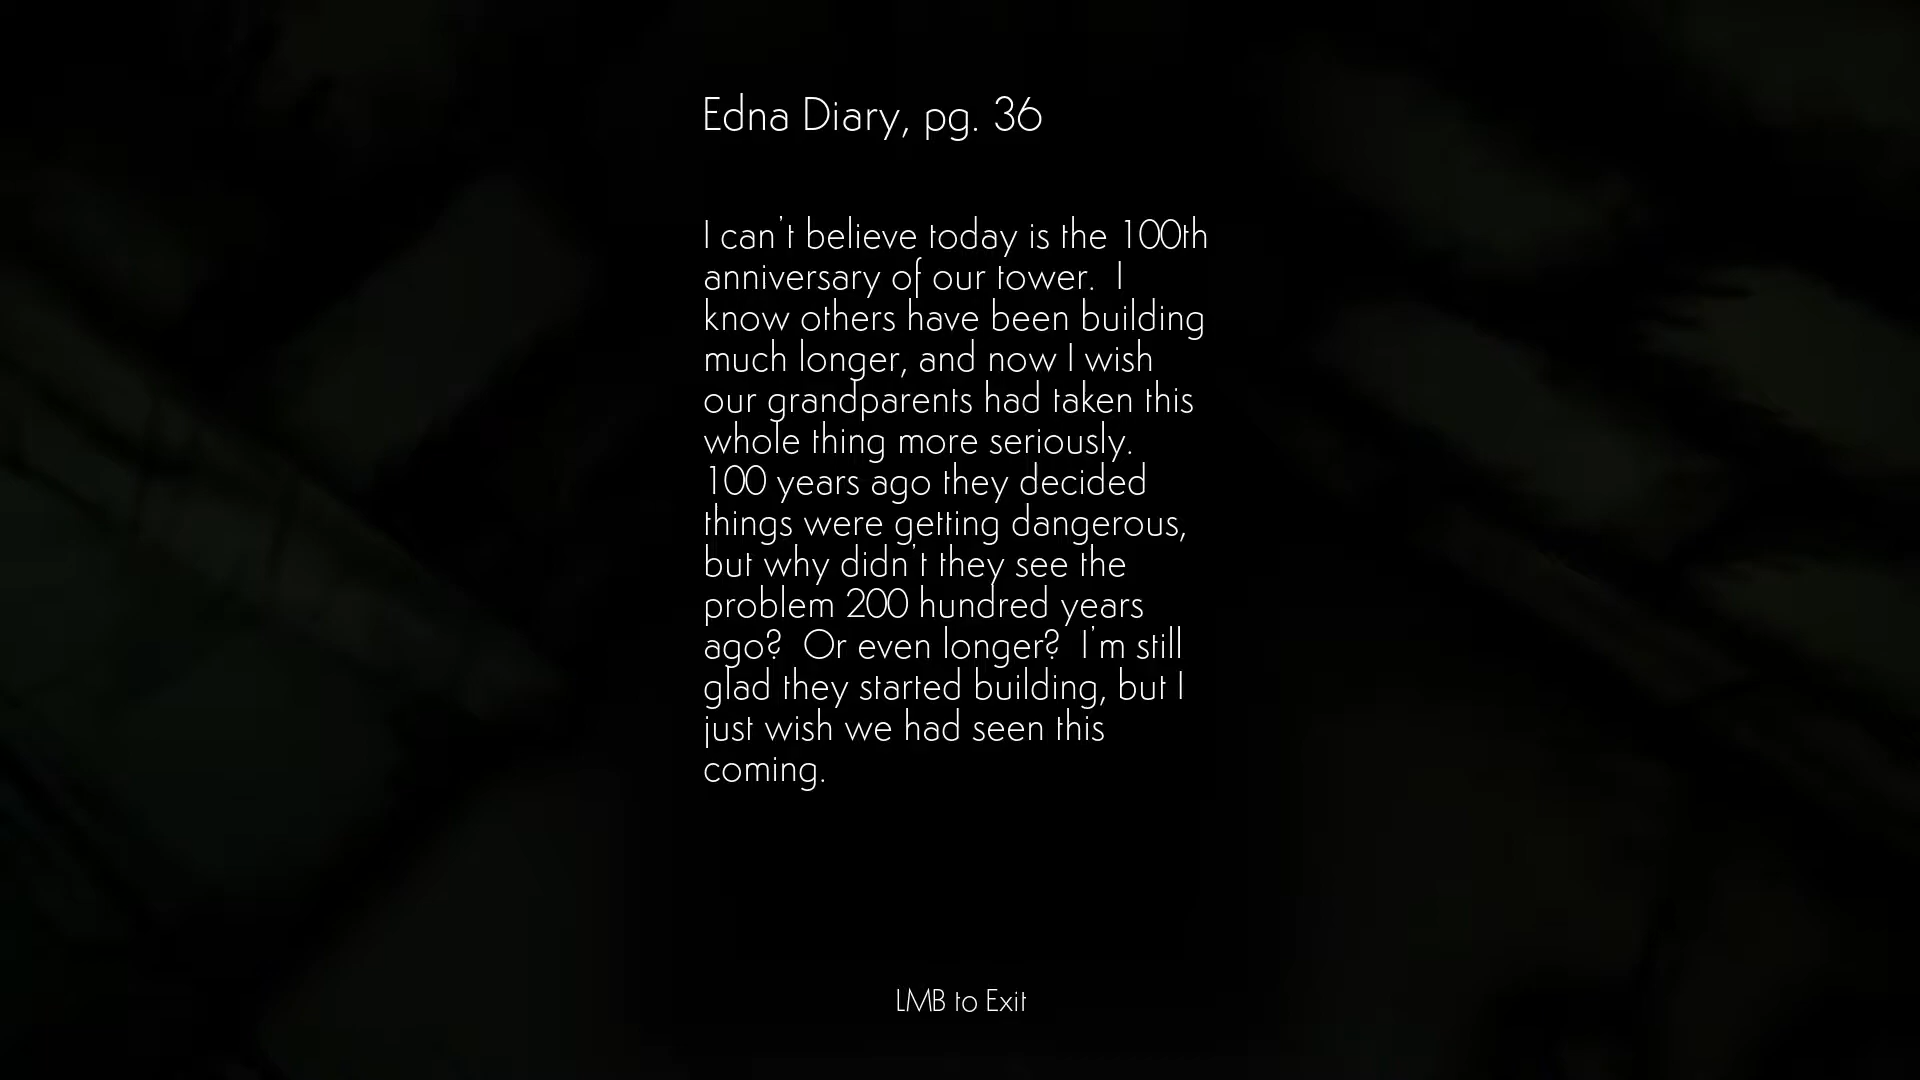 Edna Diary, pg. 36
I can't believe today is the 100th
anniversary of our tower.  I
know others have been building
much longer, and now I wish
our grandparents had taken this
whole thing more seriously.
100 years ago they decided
things were getting dangerous,
but why didn't they see the
problem 200 hundred years
ago?  Or even longer?  I'm still
glad they started building, but I
just wish we had seen this
coming.
LMB to Exit